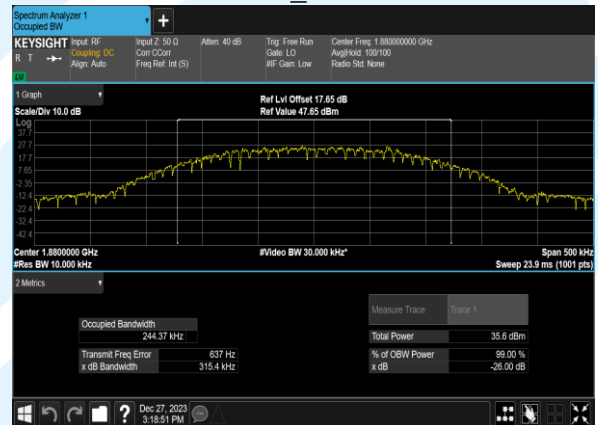 Spectrum Analyzer 1
Occupied BW
KEYSIGHT Input: RF Input Z: 50 Ω Atten: 40 dB Trig: Free Run Center Freq: 1.880000000 GHz
R T Coupling: DC Corr CCorr Gate: LO Avg|Hold: 100/100
Align: Auto Freq Ref: Int (S) #IF Gain: Low Radio Std: None
LV
1 Graph
Ref Lvl Offset 17.65 dB
Scale/Div 10.0 dB Ref Value 47.65 dBm
Log
37.7
27.7
17.7
7.65
-2.35
-12.4
-22.4
-32.4
-42.4
Center 1.8800000 GHz #Video BW 30.000 kHz* Span 500 kHz
#Res BW 10.000 kHz Sweep 23.9 ms (1001 pts)
2 Metrics
Measure Trace Trace 1
Occupied Bandwidth
244.37 kHz Total Power 35.6 dBm
Transmit Freq Error 637 Hz % of OBW Power 99.00 %
x dB Bandwidth 315.4 kHz x dB -26.00 dB
? Dec 27, 2023
3:18:51 PM